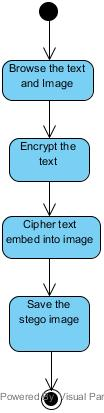 Browse the text
and Image
Encrypt the
text
Cipher text
embed into image
Save the
stego image
Powered By Visual Par